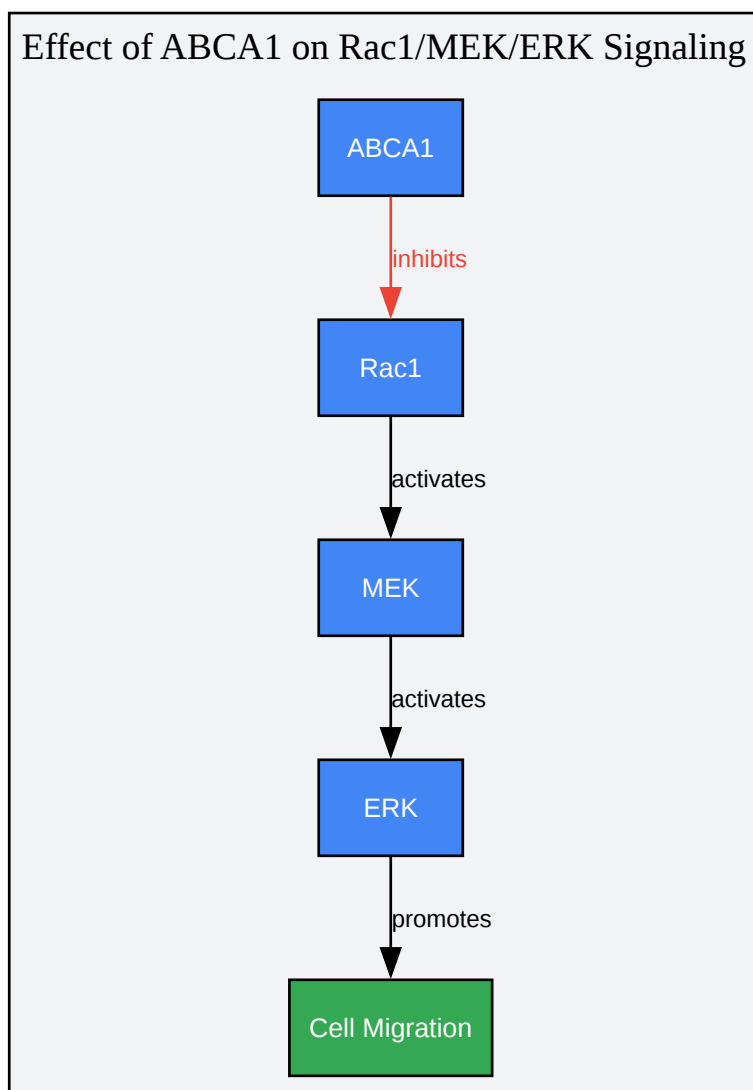 Effect of ABCA1 on Rac1/MEK/ERK Signaling
ABCA1
inhibits
Rac1
activates
MEK
activates
ERK
promotes
Cell Migration